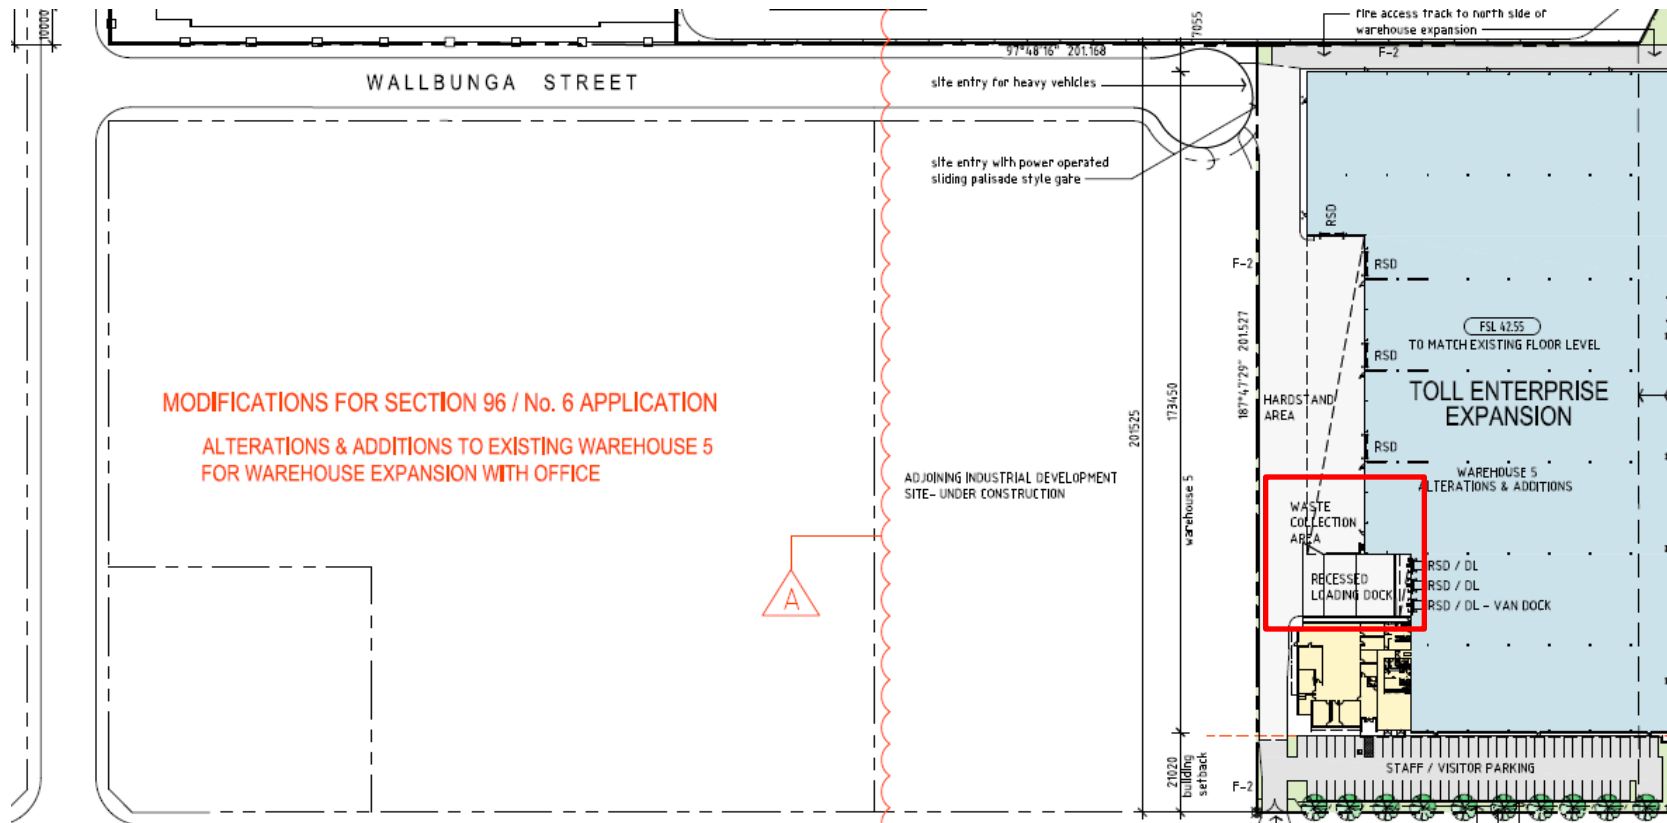 10000
7055
fire access track to north side of
warehouse expansion
F-2
97°48'16" 201.168
WALLBUNGA STREET
site entry for heavy vehicles
site entry with power operated
sliding palisade style gate
RSD
F-2
RSD
187°47'29" 201.527
FSL 42.55
TO MATCH EXISTING FLOOR LEVEL
RSD
TOLL ENTERPRISE
EXPANSION
HARDSTAND
AREA
MODIFICATIONS FOR SECTION 96 / No. 6 APPLICATION
ALTERATIONS & ADDITIONS TO EXISTING WAREHOUSE 5
FOR WAREHOUSE EXPANSION WITH OFFICE
201525
173450
RSD
ADJOINING INDUSTRIAL DEVELOPMENT
SITE- UNDER CONSTRUCTION
WAREHOUSE 5
ALTERATIONS & ADDITIONS
warehouse 5
WASTE
COLLECTION
AREA
A
RECESSED
LOADING DOCK
RSD / DL
RSD / DL
RSD / DL - VAN DOCK
21020
building
setback
F-2
STAFF / VISITOR PARKING